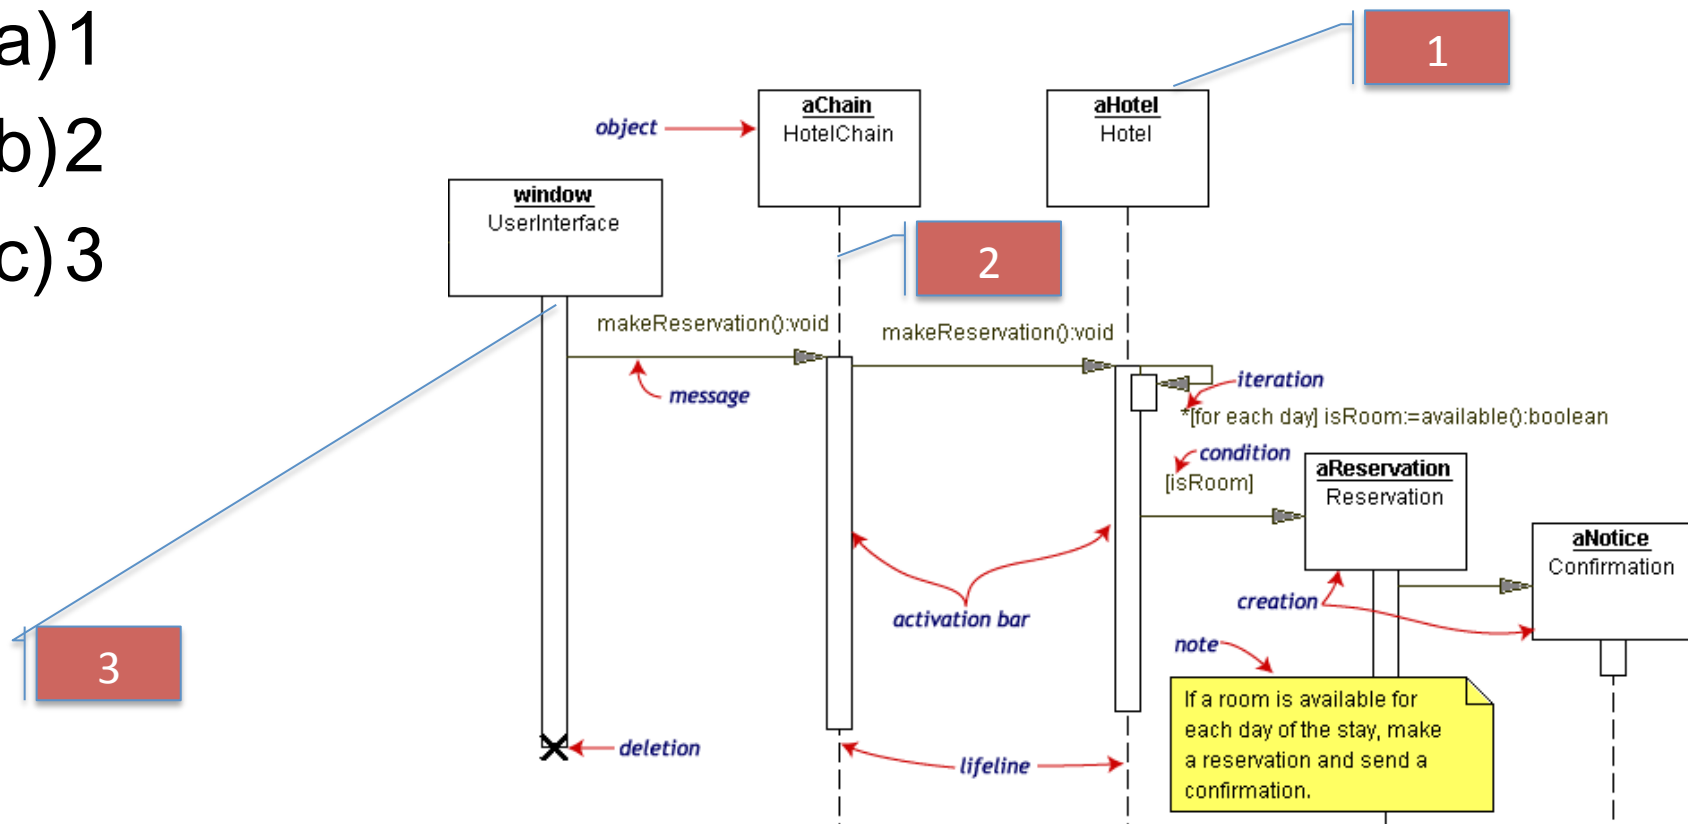 a) 1
b) 2
c) 3
1
aChain
HotelChain
aHotel
Hotel
object
window
UserInterface
2
makeReservation():void
makeReservation():void
message
iteration
*[for each day] isRoom:=available():boolean
condition
[isRoom]
aReservation
Reservation
aNotice
Confirmation
activation bar
creation
note
3
If a room is available for
each day of the stay, make
a reservation and send a
confirmation.
deletion
lifeline